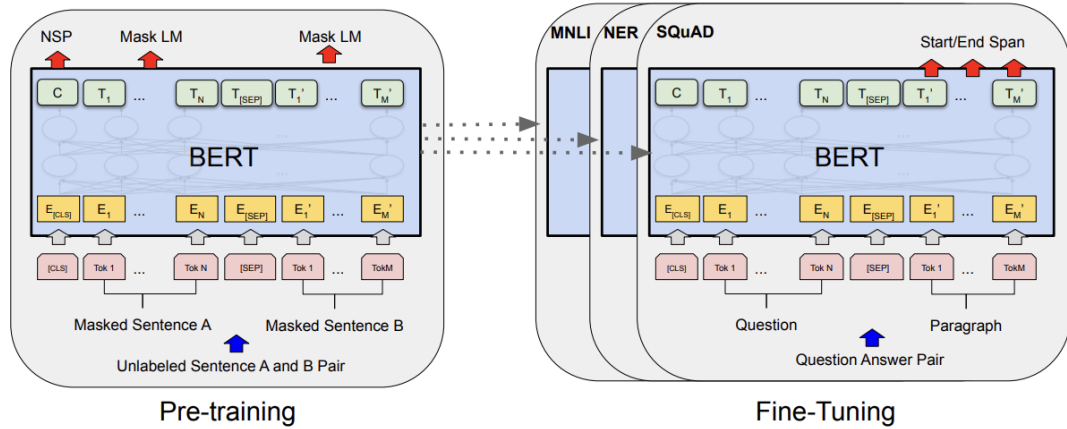 NSP Mask LM Mask LM
C T1 ... TN T[SEP] T1' ... TM'
...
BERT
...
E[CLS] E1 ... EN E[SEP] E1' ... EM'
[CLS] Tok 1 ... Tok N [SEP] Tok 1 ... TokM
Masked Sentence A Masked Sentence B
Unlabeled Sentence A and B Pair
Pre-training
MNLI NER SQuAD
Start/End Span
C T1 ... TN T[SEP] T1' ... TM'
...
BERT
...
E[CLS] E1 ... EN E[SEP] E1' ... EM'
[CLS] Tok 1 ... Tok N [SEP] Tok 1 ... TokM
Question Paragraph
Question Answer Pair
Fine-Tuning